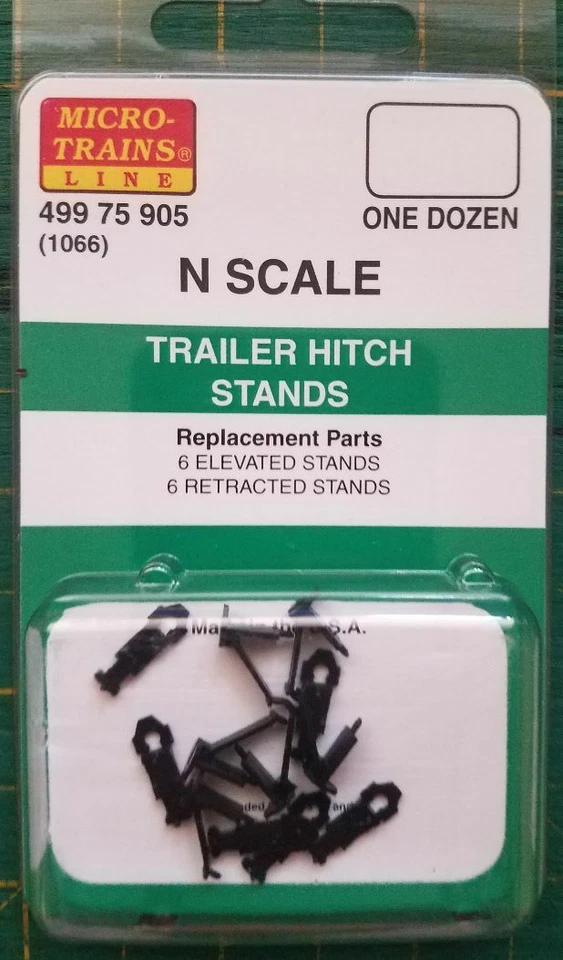 MICRO-
TRAINS®
LINE
499 75 905
(1066)
ONE DOZEN
N SCALE
TRAILER HITCH
STANDS
Replacement Parts
6 ELEVATED STANDS
6 RETRACTED STANDS